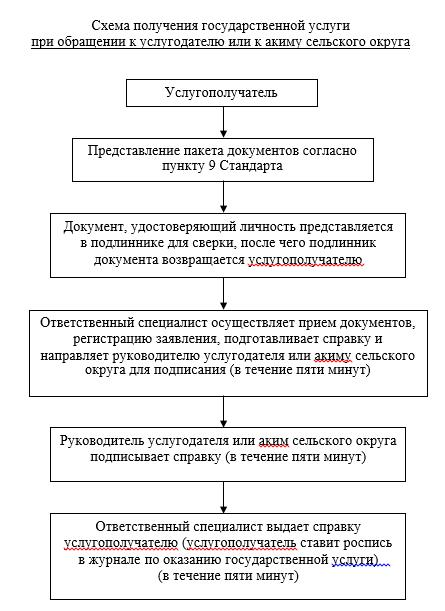 Схема получения государственной услуги
при обращении к услугодателю или к акиму сельского округа
Услугополучатель
Представление пакета документов согласно
пункту 9 Стандарта
Документ, удостоверяющий личность представляется
в подлиннике для сверки, после чего подлинник
документа возвращается услугополучателю
Ответственный специалист осуществляет прием документов,
регистрацию заявления, подготавливает справку и
направляет руководителю услугодателя или акиму сельского
округа для подписания (в течение пяти минут)
Руководитель услугодателя или аким сельского округа
подписывает справку (в течение пяти минут)
Ответственный специалист выдает справку
услугополучателю (услугополучатель ставит роспись
в журнале по оказанию государственной услуги)
(в течение пяти минут)